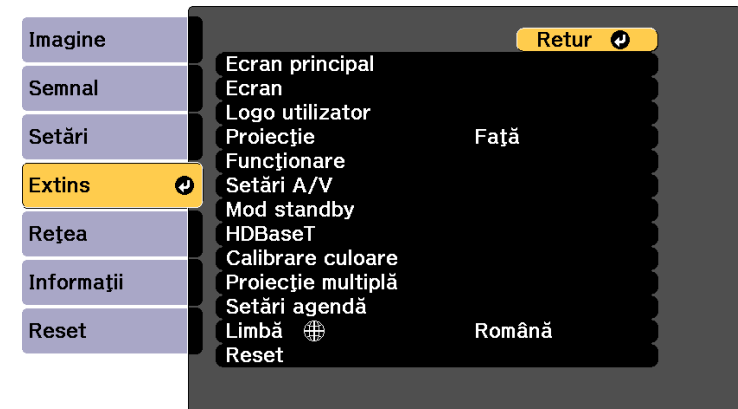 Imagine
Semnal
Setări
Extins
Reţea
Informaţii
Reset
Retur
Ecran principal
Ecran
Logo utilizator
Proiecţie Faţă
Funcţionare
Setări A/V
Mod standby
HDBaseT
Calibrare culoare
Proiecţie multiplă
Setări agendă
Limbă Română
Reset